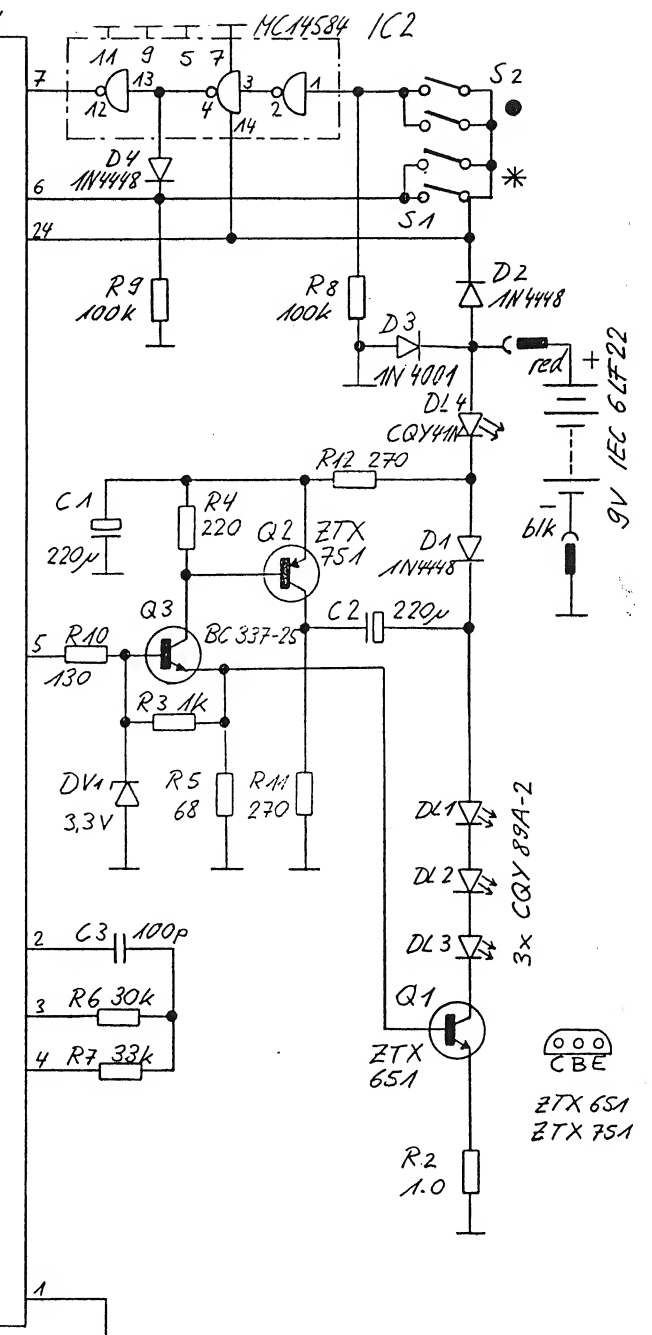 MC14584 IC2
11 9 5 7
7 12 13 4 3 2 1 S2
14
D4
1N4448
6
S1
24
R9
100k
R8
100k
D2
1N4448
D3
1N4001
red +
DL4
CQY41N
9V IEC 6LF22
R12 270
C1
220µ
R4
220
Q2 ZTX
751
D1
1N4448
- blk
Q3
BC 337-25
C2 220µ
5 R10
130
R3 1k
DV1
3,3V
R5
68
R11
270
DL1
DL2
DL3
3x CQY 89A-2
2 C3 100p
3 R6 30k
4 R7 33k
Q1
ZTX
651
C B E
ZTX 651
ZTX 751
R2
1.0
1